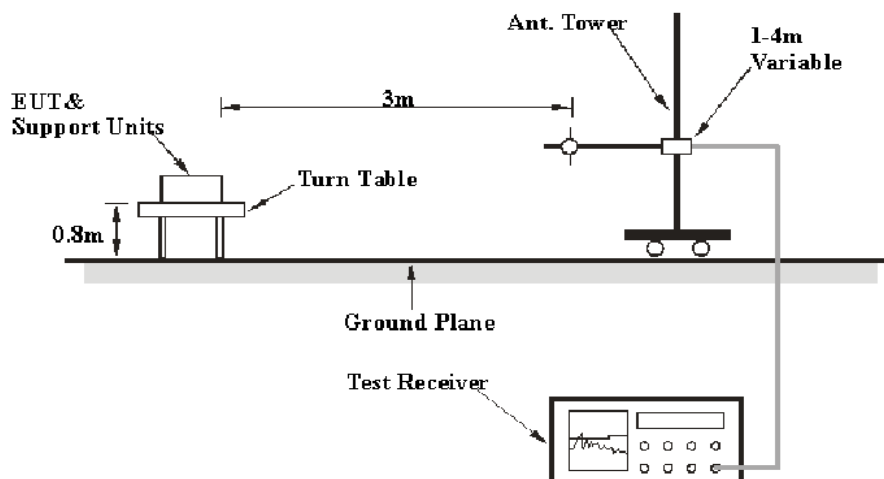 Ant. Tower
1-4m
Variable
3m
EUT&
Support Units
Turn Table
0.8m
Ground Plane
Test Receiver